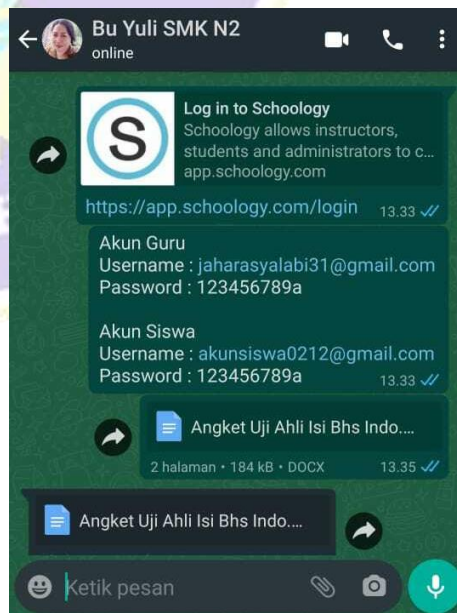 Bu Yuli SMK N2
online
S
Log in to Schoology
Schoology allows instructors,
students and administrators to c...
app.schoology.com
https://app.schoology.com/login 13.33
Akun Guru
Username : jaharasyalabi31@gmail.com
Password : 123456789a
Akun Siswa
Username : akunsiswa0212@gmail.com
Password : 123456789a
13.33
Angket Uji Ahli Isi Bhs Indo....
2 halaman • 184 kB • DOCX 13.35
Angket Uji Ahli Isi Bhs Indo....
Ketik pesan